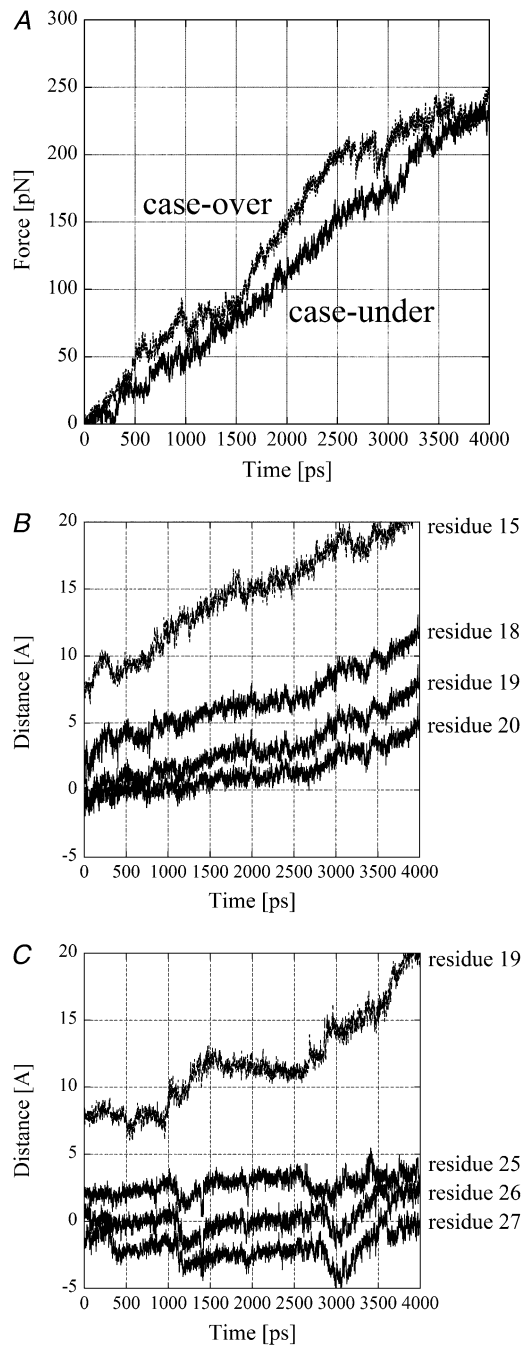 A
300
250
200
150
100
50
0
Force [pN]
case-over
case-under
0 500 1000 1500 2000 2500 3000 3500 4000
Time [ps]
B
20
15
10
5
0
-5
Distance [A]
residue 15
residue 18
residue 19
residue 20
0 500 1000 1500 2000 2500 3000 3500 4000
Time [ps]
C
20
15
10
5
0
-5
Distance [A]
residue 19
residue 25
residue 26
residue 27
0 500 1000 1500 2000 2500 3000 3500 4000
Time [ps]